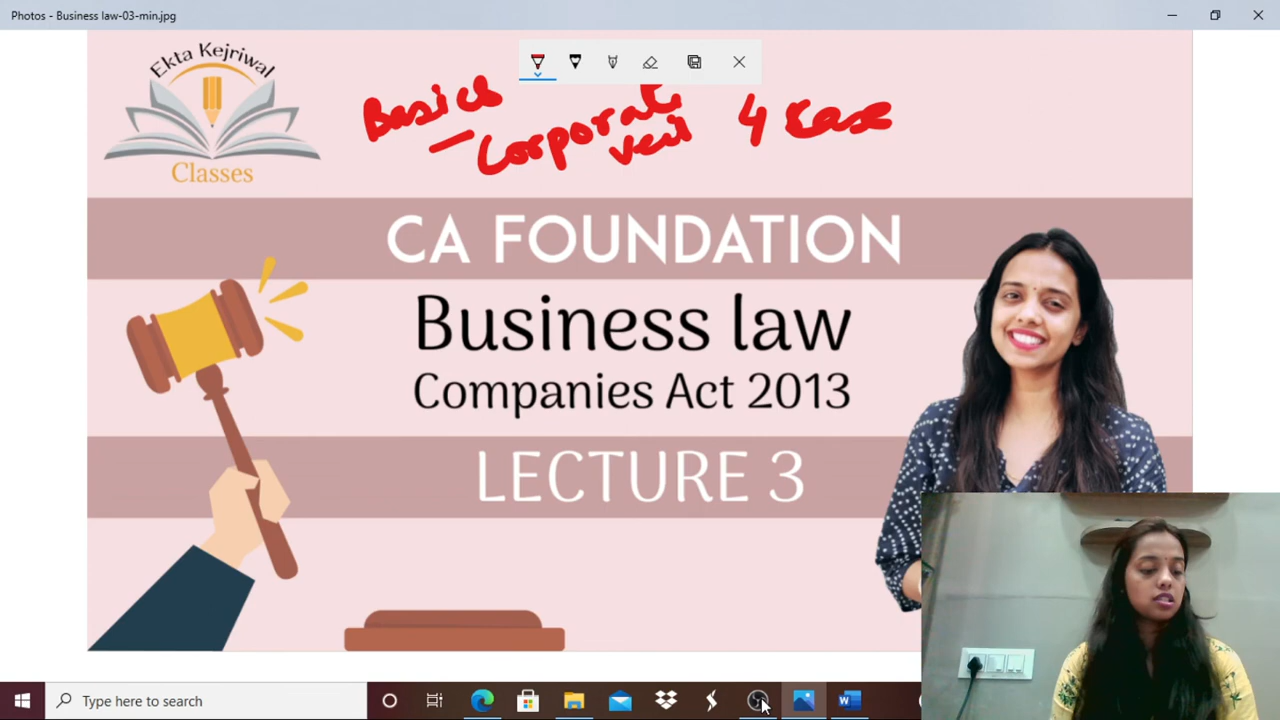 Photos - Business law-03-min.jpg
Ekta Kejriwal
Classes
Basics
- Corporate
veil
4 case
CA FOUNDATION
Business law
Companies Act 2013
LECTURE 3
Type here to search